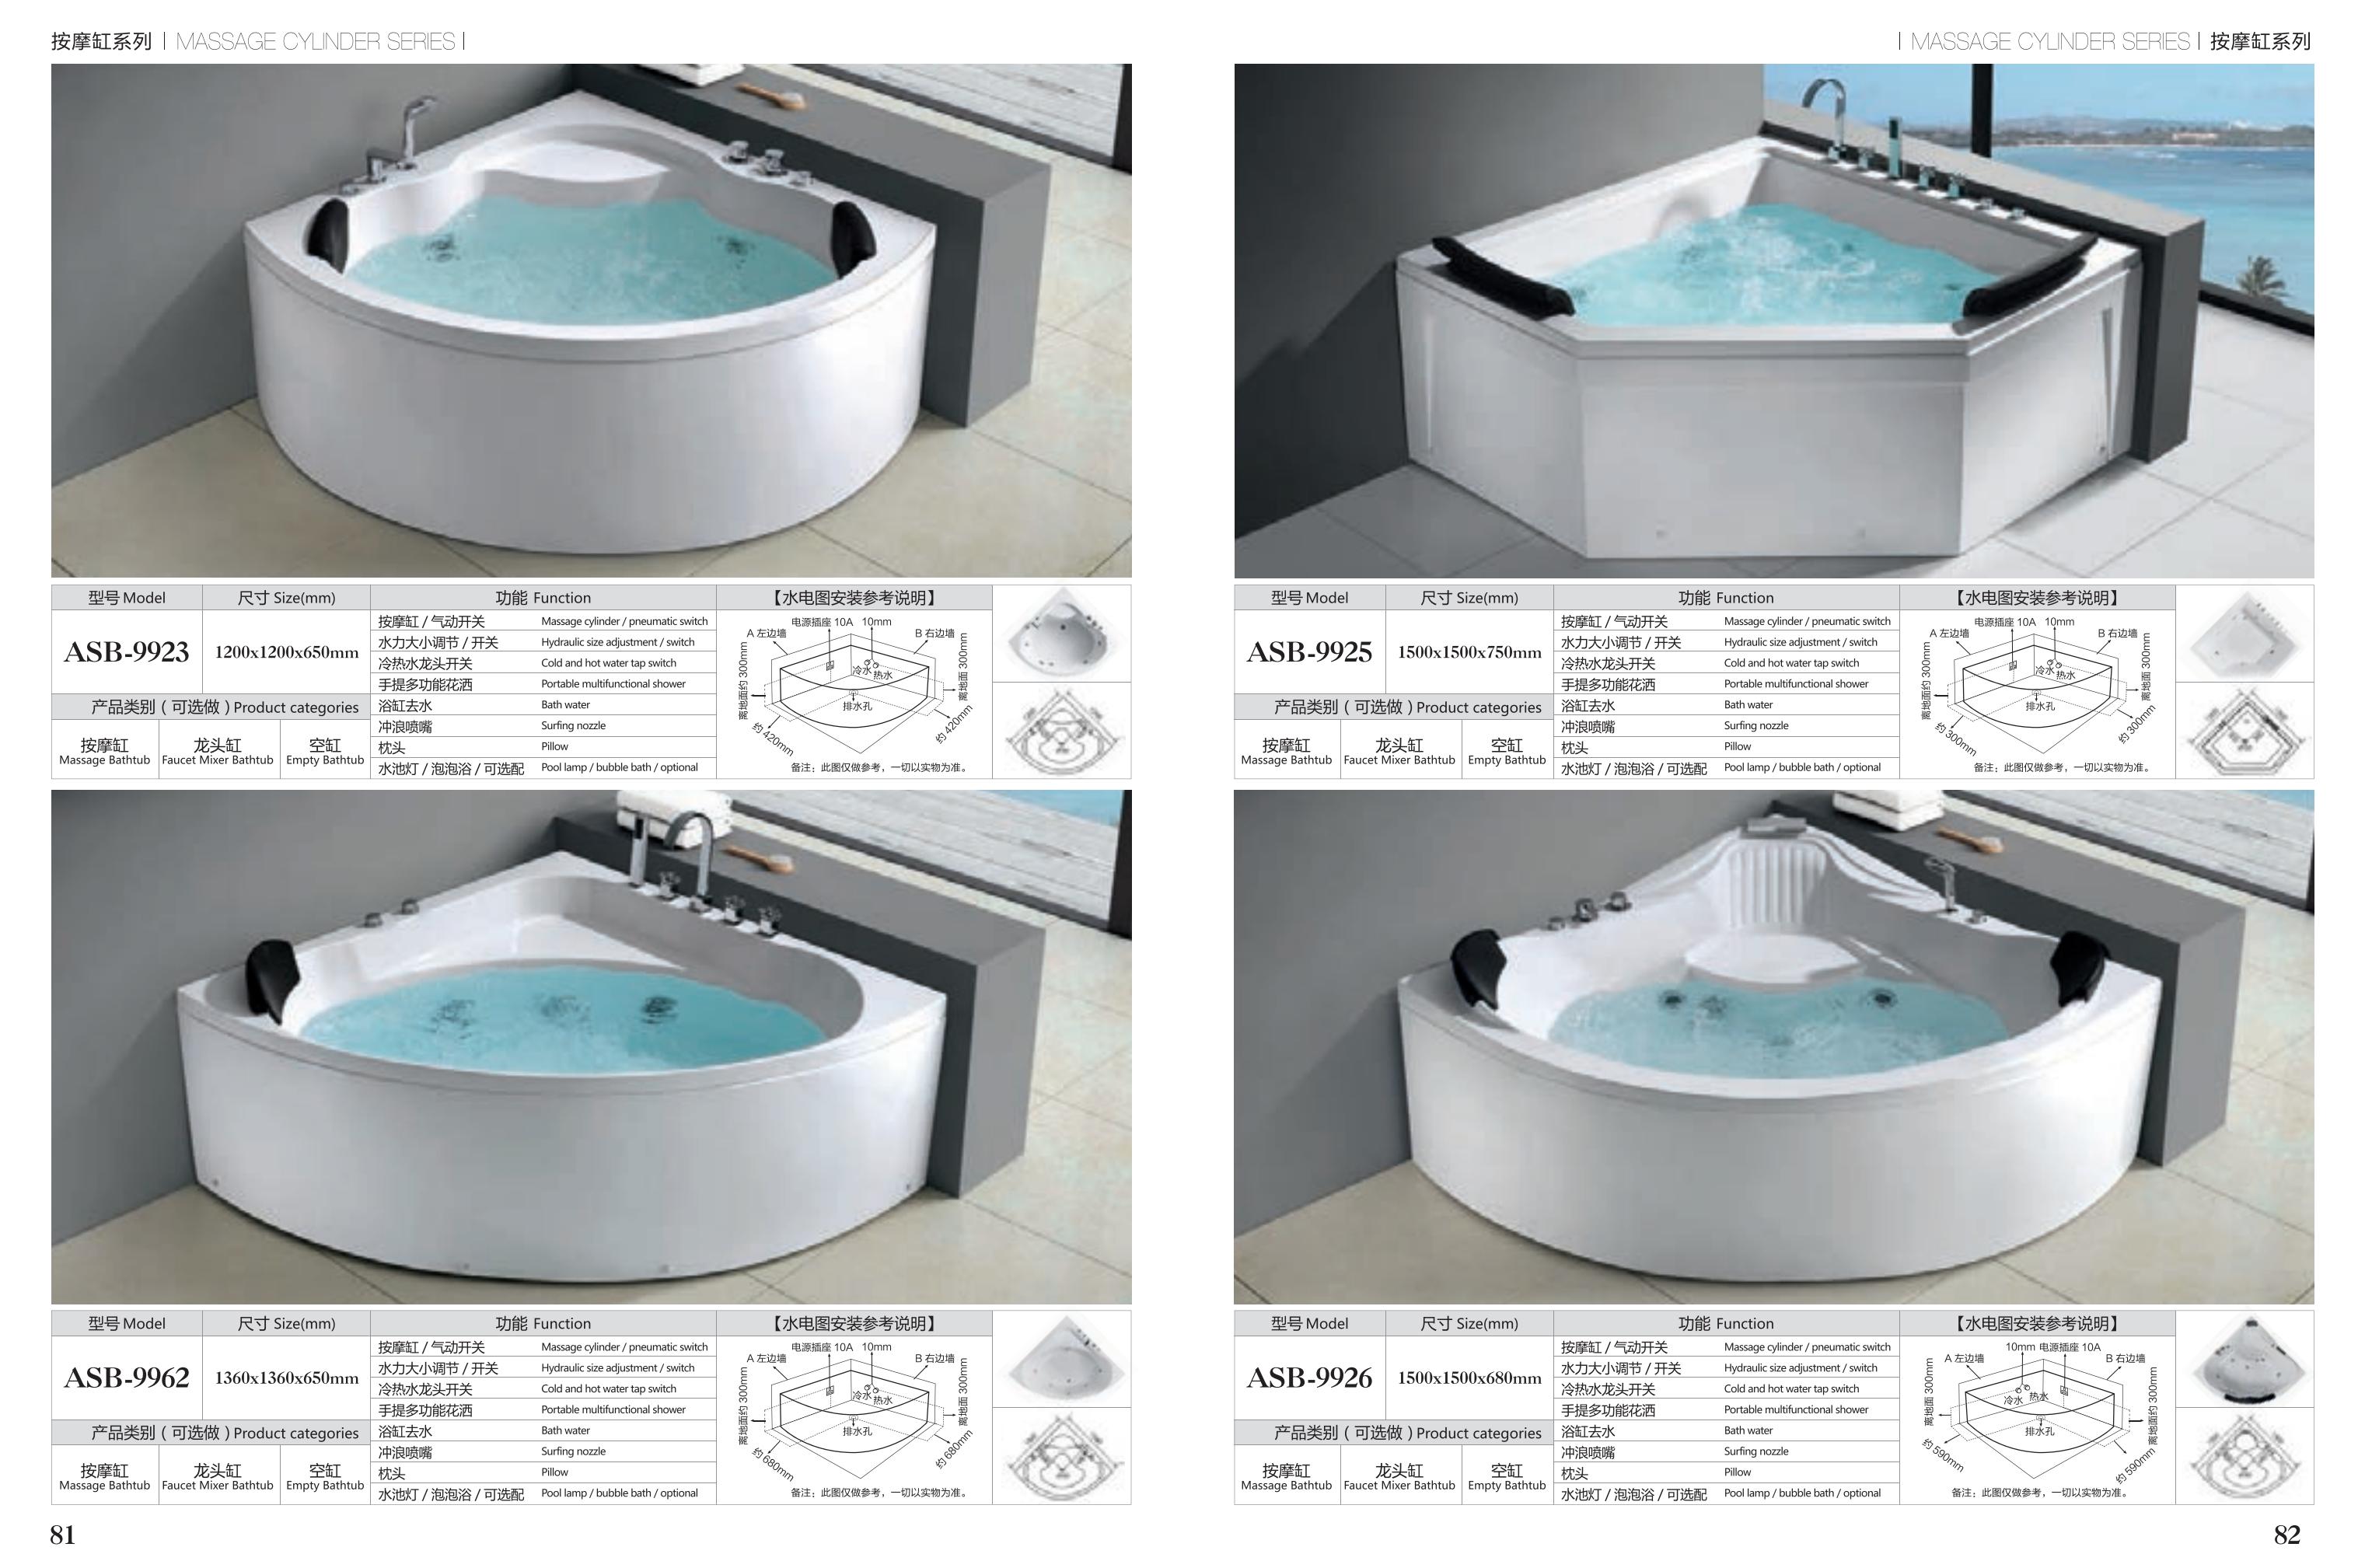 按摩缸系列 | MASSAGE CYLINDER SERIES |
| MASSAGE CYLINDER SERIES | 按摩缸系列
型号 Model
尺寸 Size(mm)
功能 Function
【水电图安装参考说明】
ASB-9923
1200x1200x650mm
产品类别 ( 可选做 ) Product categories
按摩缸
Massage Bathtub
龙头缸
Faucet Mixer Bathtub
空缸
Empty Bathtub
按摩缸 / 气动开关 Massage cylinder / pneumatic switch
水力大小调节 / 开关 Hydraulic size adjustment / switch
冷热水龙头开关 Cold and hot water tap switch
手提多功能花洒 Portable multifunctional shower
浴缸去水 Bath water
冲浪喷嘴 Surfing nozzle
枕头 Pillow
水池灯 / 泡泡浴 / 可选配 Pool lamp / bubble bath / optional
电源插座 10A 10mm
A 左边墙
B 右边墙
离地面约 300mm
离地面 300mm
冷水 热水
排水孔
约 420mm
约 420mm
备注：此图仅做参考，一切以实物为准。
型号 Model
尺寸 Size(mm)
功能 Function
【水电图安装参考说明】
ASB-9925
1500x1500x750mm
产品类别 ( 可选做 ) Product categories
按摩缸
Massage Bathtub
龙头缸
Faucet Mixer Bathtub
空缸
Empty Bathtub
按摩缸 / 气动开关 Massage cylinder / pneumatic switch
水力大小调节 / 开关 Hydraulic size adjustment / switch
冷热水龙头开关 Cold and hot water tap switch
手提多功能花洒 Portable multifunctional shower
浴缸去水 Bath water
冲浪喷嘴 Surfing nozzle
枕头 Pillow
水池灯 / 泡泡浴 / 可选配 Pool lamp / bubble bath / optional
电源插座 10A 10mm
A 左边墙
B 右边墙
离地面约 300mm
离地面 300mm
冷水 热水
排水孔
约 300mm
约 300mm
备注：此图仅做参考，一切以实物为准。
型号 Model
尺寸 Size(mm)
功能 Function
【水电图安装参考说明】
ASB-9962
1360x1360x650mm
产品类别 ( 可选做 ) Product categories
按摩缸
Massage Bathtub
龙头缸
Faucet Mixer Bathtub
空缸
Empty Bathtub
按摩缸 / 气动开关 Massage cylinder / pneumatic switch
水力大小调节 / 开关 Hydraulic size adjustment / switch
冷热水龙头开关 Cold and hot water tap switch
手提多功能花洒 Portable multifunctional shower
浴缸去水 Bath water
冲浪喷嘴 Surfing nozzle
枕头 Pillow
水池灯 / 泡泡浴 / 可选配 Pool lamp / bubble bath / optional
电源插座 10A 10mm
A 左边墙
B 右边墙
离地面约 300mm
离地面 300mm
冷水 热水
排水孔
约 680mm
约 680mm
备注：此图仅做参考，一切以实物为准。
型号 Model
尺寸 Size(mm)
功能 Function
【水电图安装参考说明】
ASB-9926
1500x1500x680mm
产品类别 ( 可选做 ) Product categories
按摩缸
Massage Bathtub
龙头缸
Faucet Mixer Bathtub
空缸
Empty Bathtub
按摩缸 / 气动开关 Massage cylinder / pneumatic switch
水力大小调节 / 开关 Hydraulic size adjustment / switch
冷热水龙头开关 Cold and hot water tap switch
手提多功能花洒 Portable multifunctional shower
浴缸去水 Bath water
冲浪喷嘴 Surfing nozzle
枕头 Pillow
水池灯 / 泡泡浴 / 可选配 Pool lamp / bubble bath / optional
10mm 电源插座 10A
A 左边墙
B 右边墙
离地面 300mm
离地面约 300mm
冷水 热水
排水孔
约 590mm
约 590mm
备注：此图仅做参考，一切以实物为准。
81
82